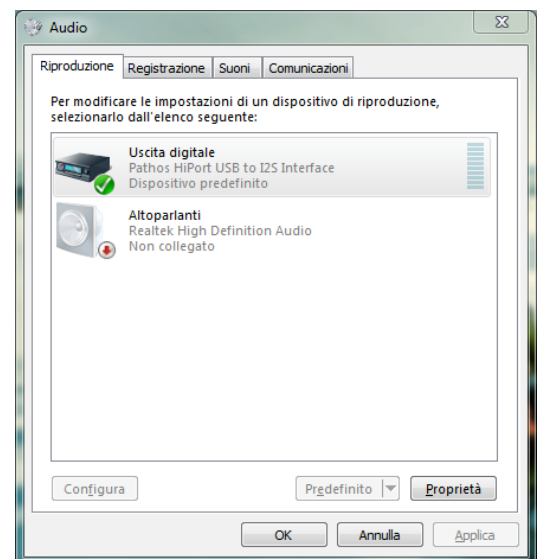 Audio
Riproduzione Registrazione Suoni Comunicazioni
Per modificare le impostazioni di un dispositivo di riproduzione,
selezionarlo dall'elenco seguente:
Uscita digitale
Pathos HiPort USB to I2S Interface
Dispositivo predefinito
Altoparlanti
Realtek High Definition Audio
Non collegato
Configura Predefinito Proprietà
OK Annulla Applica